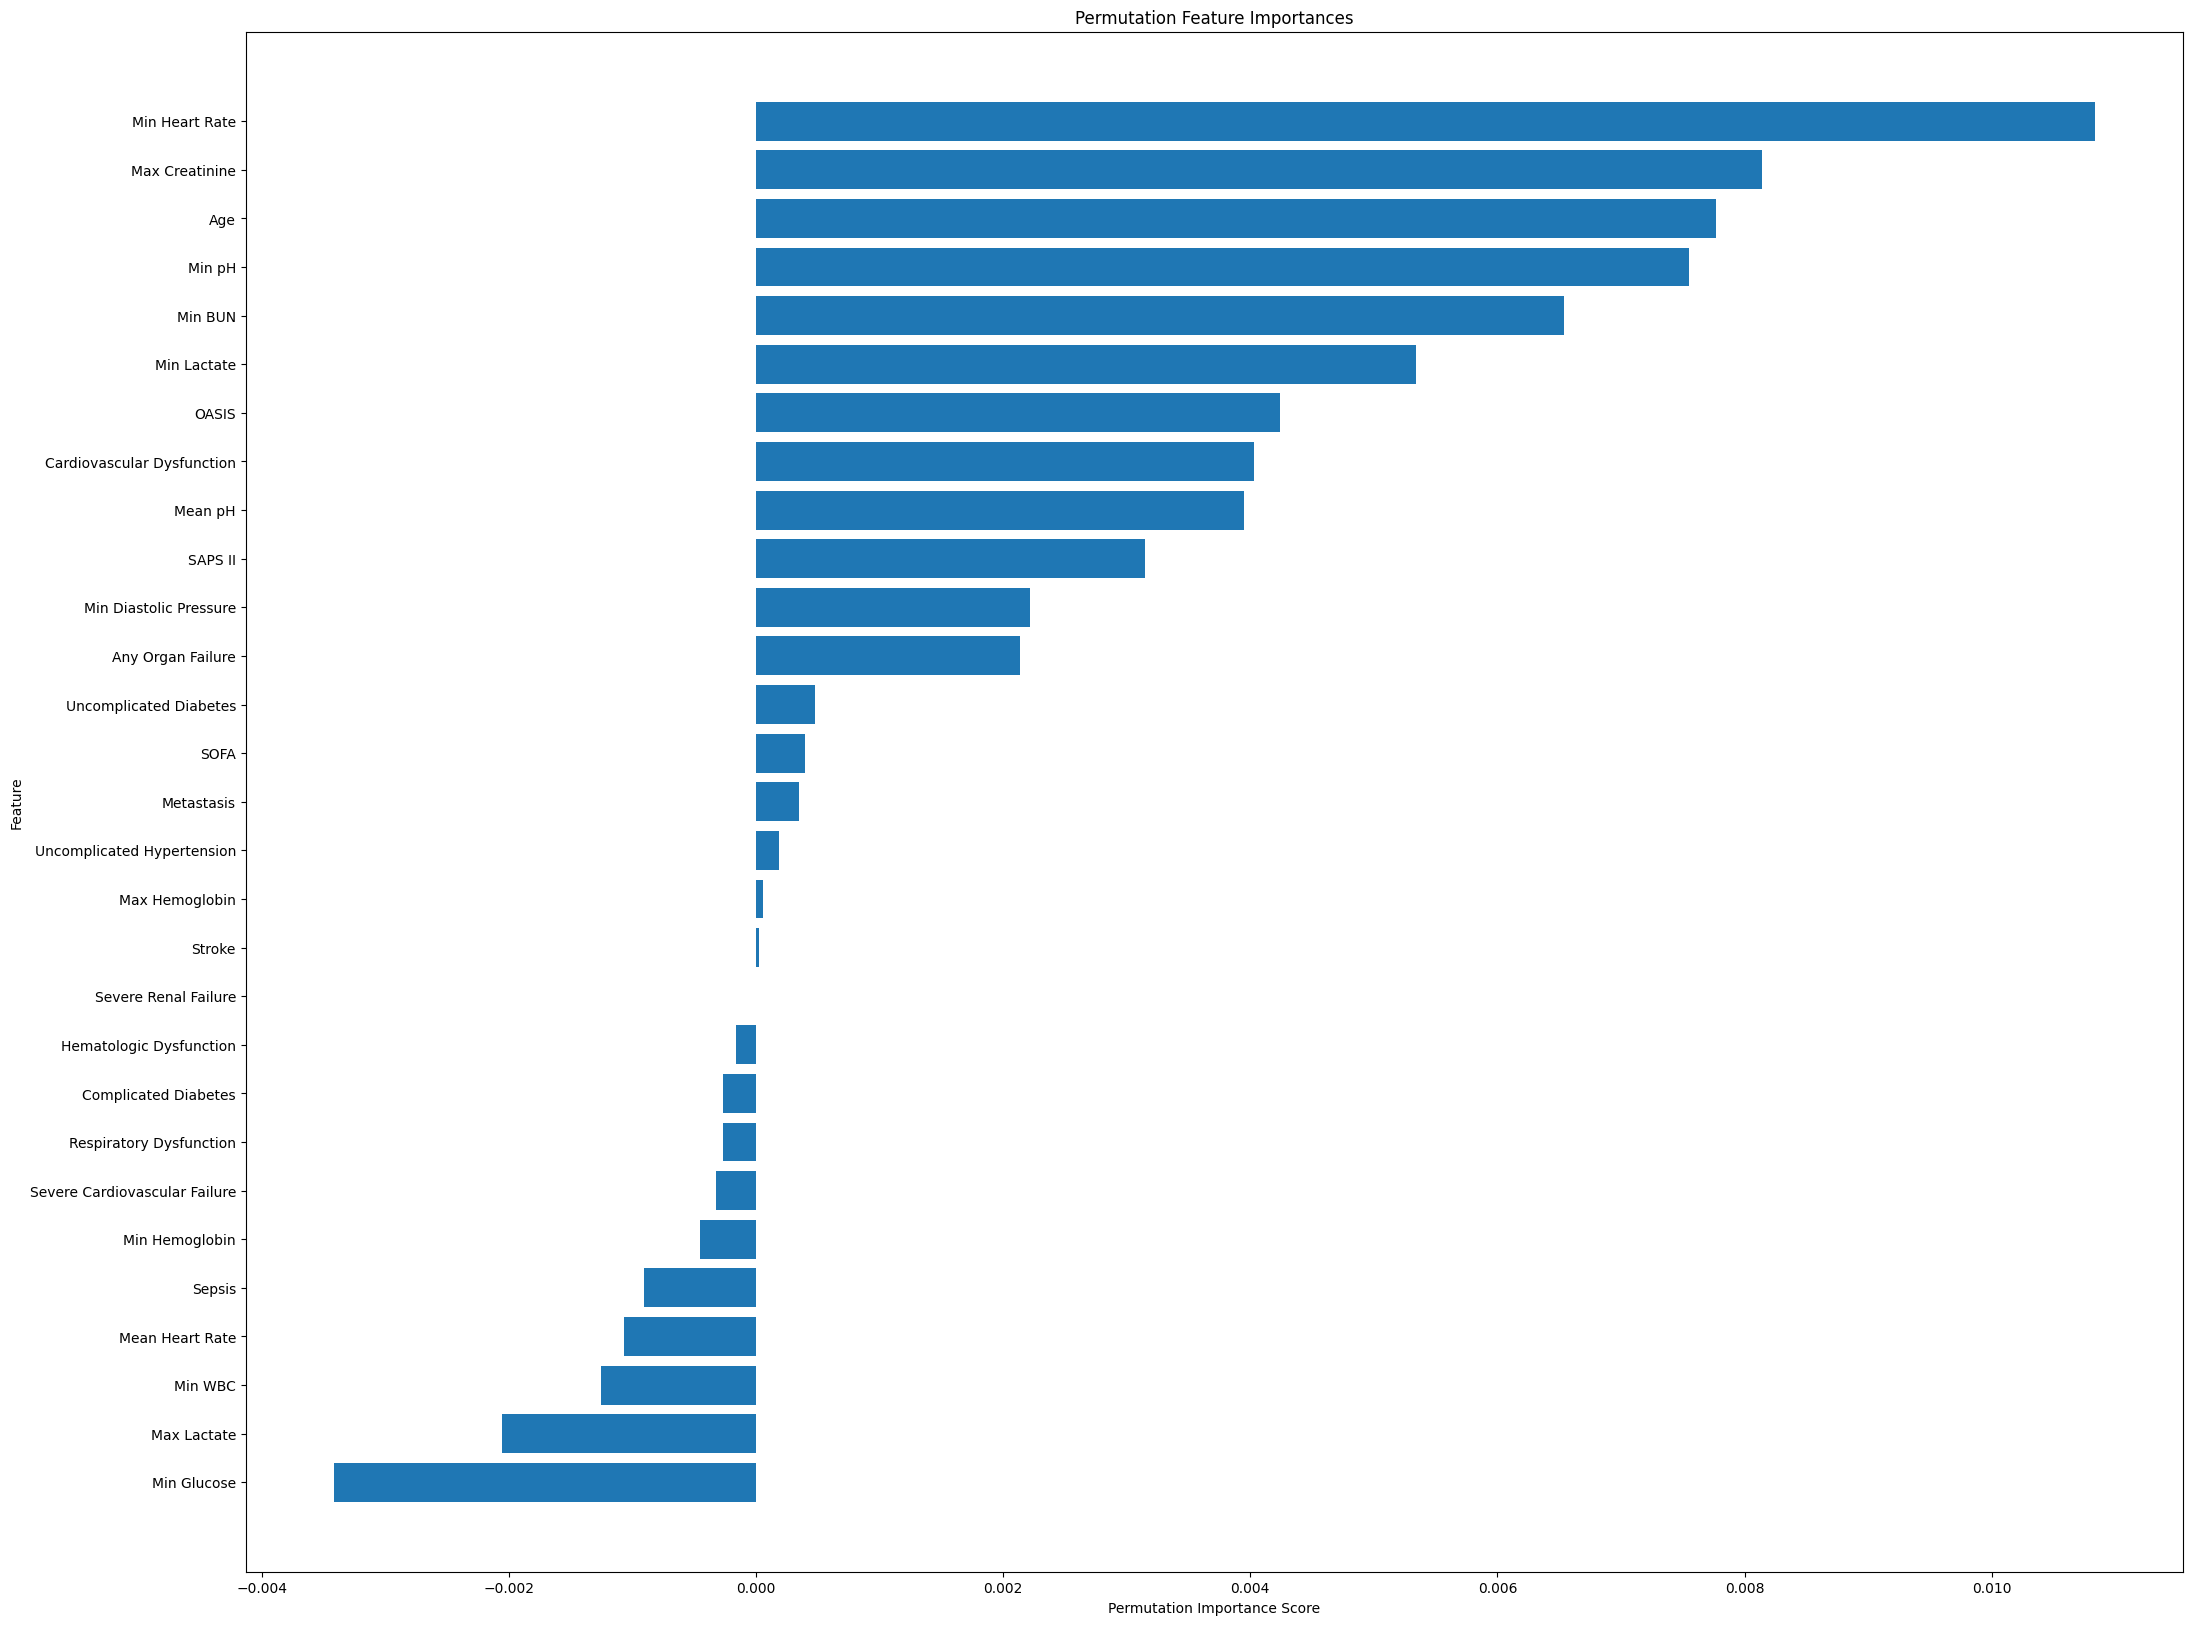 Permutation Feature Importances
Feature
Min Heart Rate
Max Creatinine
Age
Min pH
Min BUN
Min Lactate
OASIS
Cardiovascular Dysfunction
Mean pH
SAPS II
Min Diastolic Pressure
Any Organ Failure
Uncomplicated Diabetes
SOFA
Metastasis
Uncomplicated Hypertension
Max Hemoglobin
Stroke
Severe Renal Failure
Hematologic Dysfunction
Complicated Diabetes
Respiratory Dysfunction
Severe Cardiovascular Failure
Min Hemoglobin
Sepsis
Mean Heart Rate
Min WBC
Max Lactate
Min Glucose
−0.004 −0.002 0.000 0.002 0.004 0.006 0.008 0.010
Permutation Importance Score